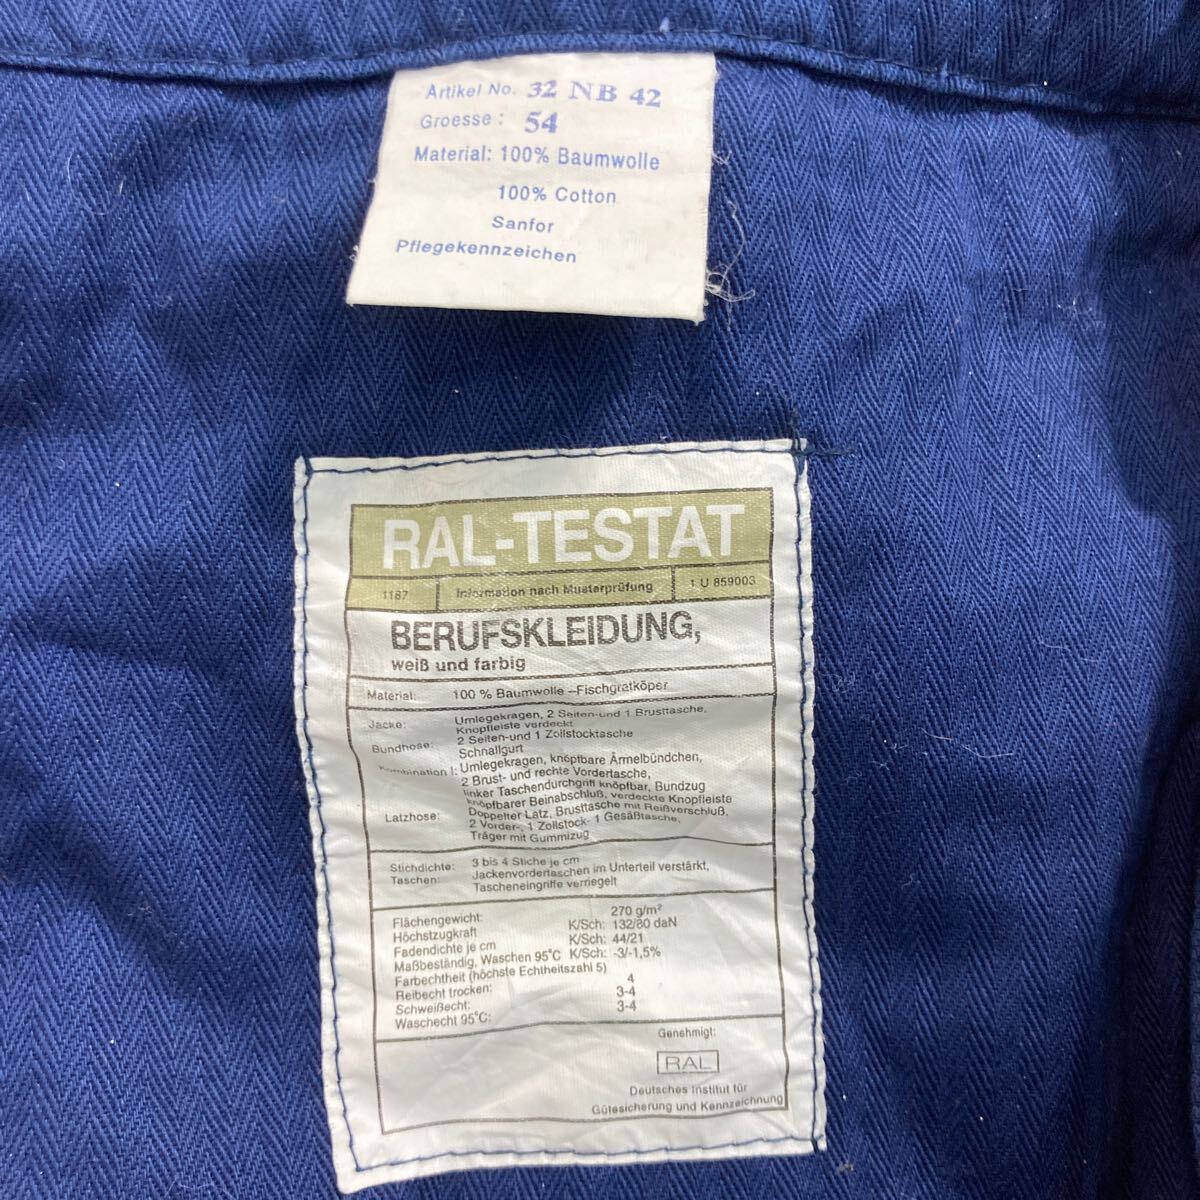 Artikel No. 32 NB 42
Groesse: 54
Material: 100% Baumwolle
100% Cotton
Sanfor
Pflegekennzeichen
RAL-TESTAT
1187 Information nach Musterprüfung 1 U 859003
BERUFSKLEIDUNG,
weiß und farbig
Material: 100 % Baumwolle –Fischgratköper
Jacke: Umlegekragen, 2 Seiten-und 1 Brusttasche,
Knopfleiste verdeckt
Bundhose: 2 Seiten-und 1 Zollstocktasche
Schnallgurt
Kombination I: Umlegekragen, knöpfbare Ärmelbündchen,
2 Brust- und rechte Vordertasche,
linker Taschendurchgriff knöpfbar, Bundzug
knöpfbarer Beinabschluß, verdeckte Knopfleiste
Latzhose: Doppelter Latz, Brusttasche mit Reißverschluß,
2 Vorder-, 1 Zollstock- 1 Gesäßtasche,
Träger mit Gummizug
Stichdichte: 3 bis 4 Stiche je cm
Taschen: Jackenvordertaschen im Unterteil verstärkt,
Tascheneingriffe verriegelt
Flächengewicht: 270 g/m²
Höchstzugkraft K/Sch: 132/80 daN
Fadendichte je cm K/Sch: 44/21
Maßbeständig, Waschen 95°C K/Sch: -3/-1,5%
Farbechtheit (höchste Echtheitszahl 5)
Reibecht trocken: 4
Schweißecht: 3-4
Waschecht 95°C: 3-4
Genehmigt:
RAL
Deutsches Institut für
Gütesicherung und Kennzeichnung